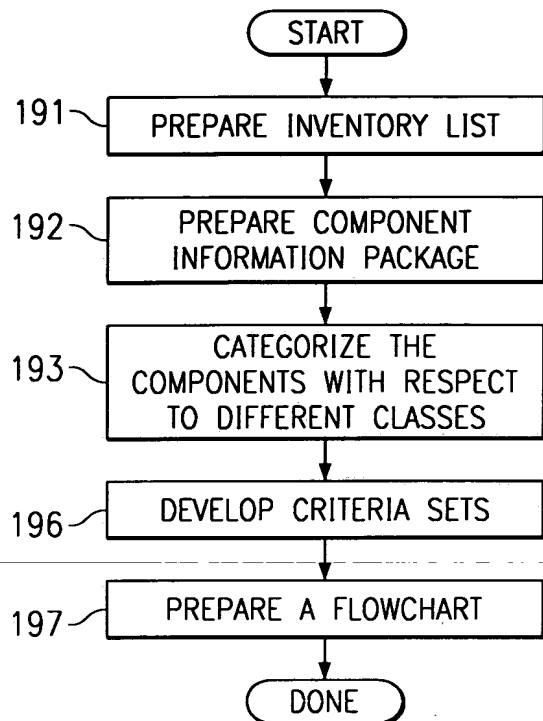 START
191
PREPARE INVENTORY LIST
192
PREPARE COMPONENT
INFORMATION PACKAGE
193
CATEGORIZE THE
COMPONENTS WITH RESPECT
TO DIFFERENT CLASSES
196
DEVELOP CRITERIA SETS
197
PREPARE A FLOWCHART
DONE